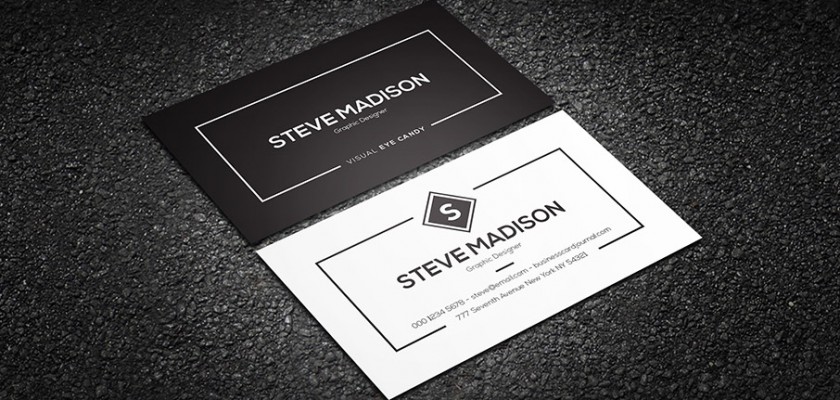 STEVE MADISON
Graphic Designer
VISUAL EYE CANDY
S
STEVE MADISON
Graphic Designer
000 1234 5678 - steve@email.com - businesscardjournal.com
777 Seventh Avenue New York NY 54321